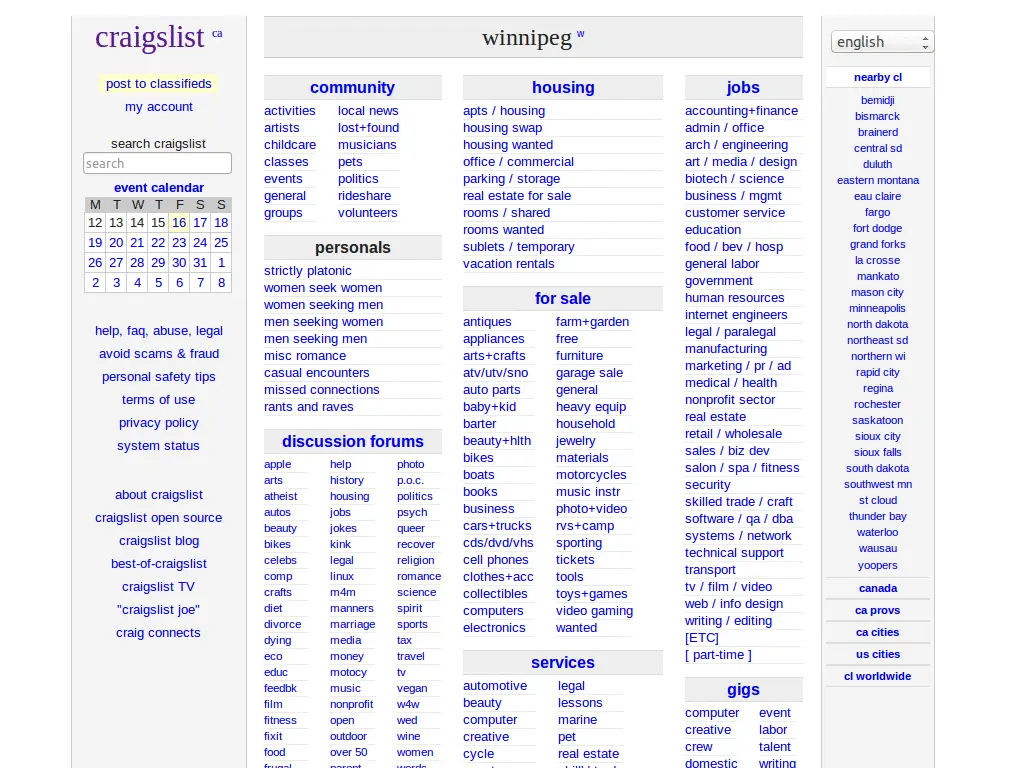 craigslist ca
post to classifieds
my account
search craigslist
search
event calendar
M T W T F S S
12 13 14 15 16 17 18
19 20 21 22 23 24 25
26 27 28 29 30 31 1
2 3 4 5 6 7 8
help, faq, abuse, legal
avoid scams & fraud
personal safety tips
terms of use
privacy policy
system status
about craigslist
craigslist open source
craigslist blog
best-of-craigslist
craigslist TV
"craigslist joe"
craig connects
winnipeg w
community
activities local news
artists lost+found
childcare musicians
classes pets
events politics
general rideshare
groups volunteers
personals
strictly platonic
women seek women
women seeking men
men seeking women
men seeking men
misc romance
casual encounters
missed connections
rants and raves
discussion forums
apple help photo
arts history p.o.c.
atheist housing politics
autos jobs psych
beauty jokes queer
bikes kink recover
celebs legal religion
comp linux romance
crafts m4m science
diet manners spirit
divorce marriage sports
dying media tax
eco money travel
educ motocy tv
feedbk music vegan
film nonprofit w4w
fitness open wed
fixit outdoor wine
food over 50 women
frugal parent words
housing
apts / housing
housing swap
housing wanted
office / commercial
parking / storage
real estate for sale
rooms / shared
rooms wanted
sublets / temporary
vacation rentals
for sale
antiques farm+garden
appliances free
arts+crafts furniture
atv/utv/sno garage sale
auto parts general
baby+kid heavy equip
barter household
beauty+hlth jewelry
bikes materials
boats motorcycles
books music instr
business photo+video
cars+trucks rvs+camp
cds/dvd/vhs sporting
cell phones tickets
clothes+acc tools
collectibles toys+games
computers video gaming
electronics wanted
services
automotive legal
beauty lessons
computer marine
creative pet
cycle real estate
jobs
accounting+finance
admin / office
arch / engineering
art / media / design
biotech / science
business / mgmt
customer service
education
food / bev / hosp
general labor
government
human resources
internet engineers
legal / paralegal
manufacturing
marketing / pr / ad
medical / health
nonprofit sector
real estate
retail / wholesale
sales / biz dev
salon / spa / fitness
security
skilled trade / craft
software / qa / dba
systems / network
technical support
transport
tv / film / video
web / info design
writing / editing
[ETC]
[ part-time ]
gigs
computer event
creative labor
crew talent
domestic writing
english
nearby cl
bemidji
bismarck
brainerd
central sd
duluth
eastern montana
eau claire
fargo
fort dodge
grand forks
la crosse
mankato
mason city
minneapolis
north dakota
northeast sd
northern wi
rapid city
regina
rochester
saskatoon
sioux city
sioux falls
south dakota
southwest mn
st cloud
thunder bay
waterloo
wausau
yoopers
canada
ca provs
ca cities
us cities
cl worldwide